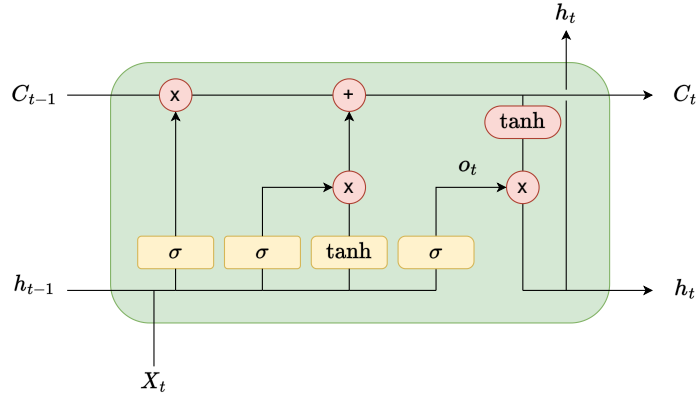 h_t
C_{t-1} x + C_t
tanh
o_t
x x
σ σ tanh σ
h_{t-1} h_t
X_t